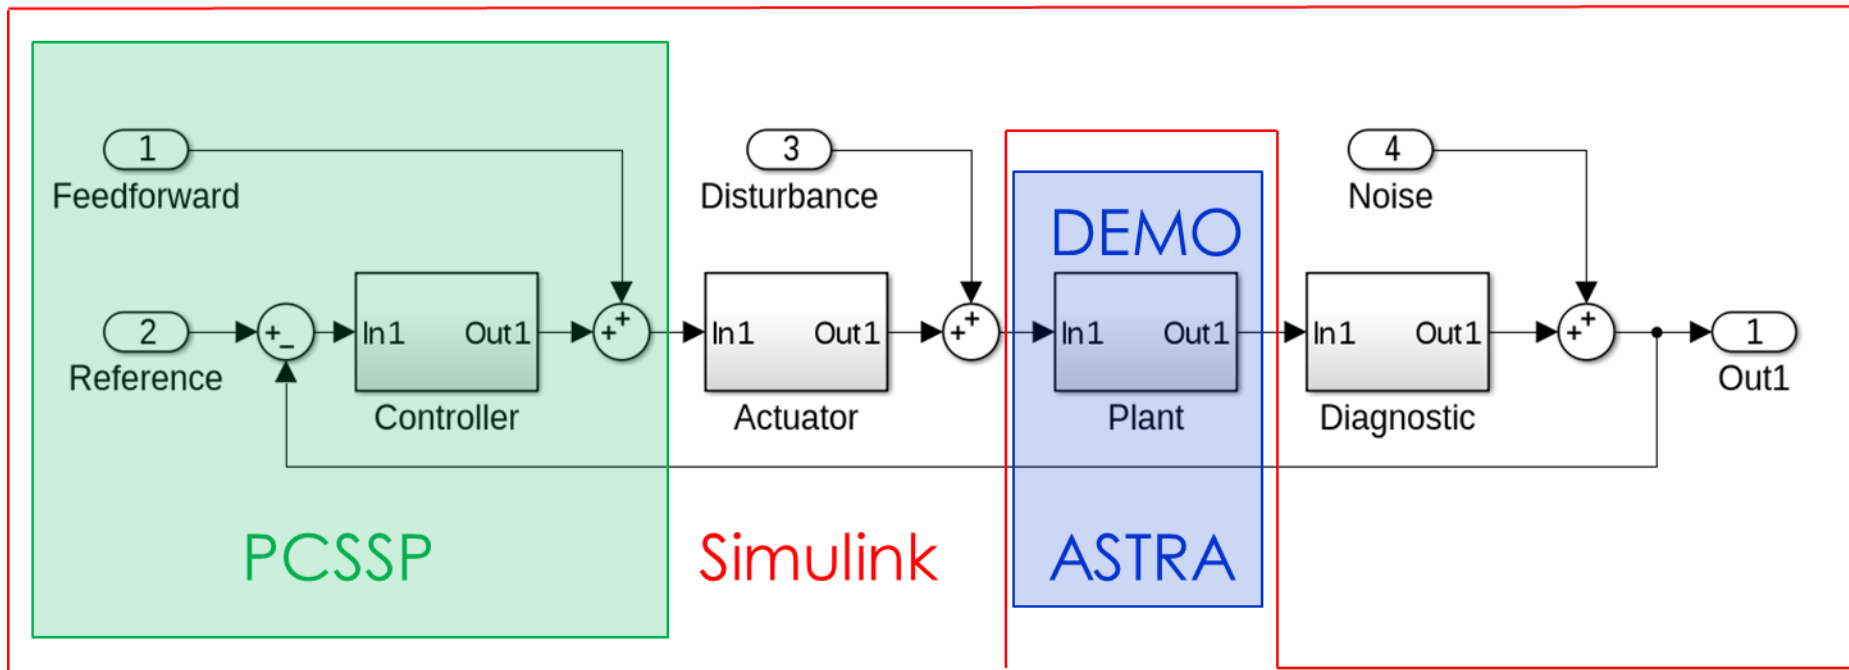 1
Feedforward
3
Disturbance
4
Noise
DEMO
2
Reference
+
−
In1 Out1
Controller
+
+
In1 Out1
Actuator
+
+
In1 Out1
Plant
In1 Out1
Diagnostic
+
+
1
Out1
PCSSP
Simulink
ASTRA